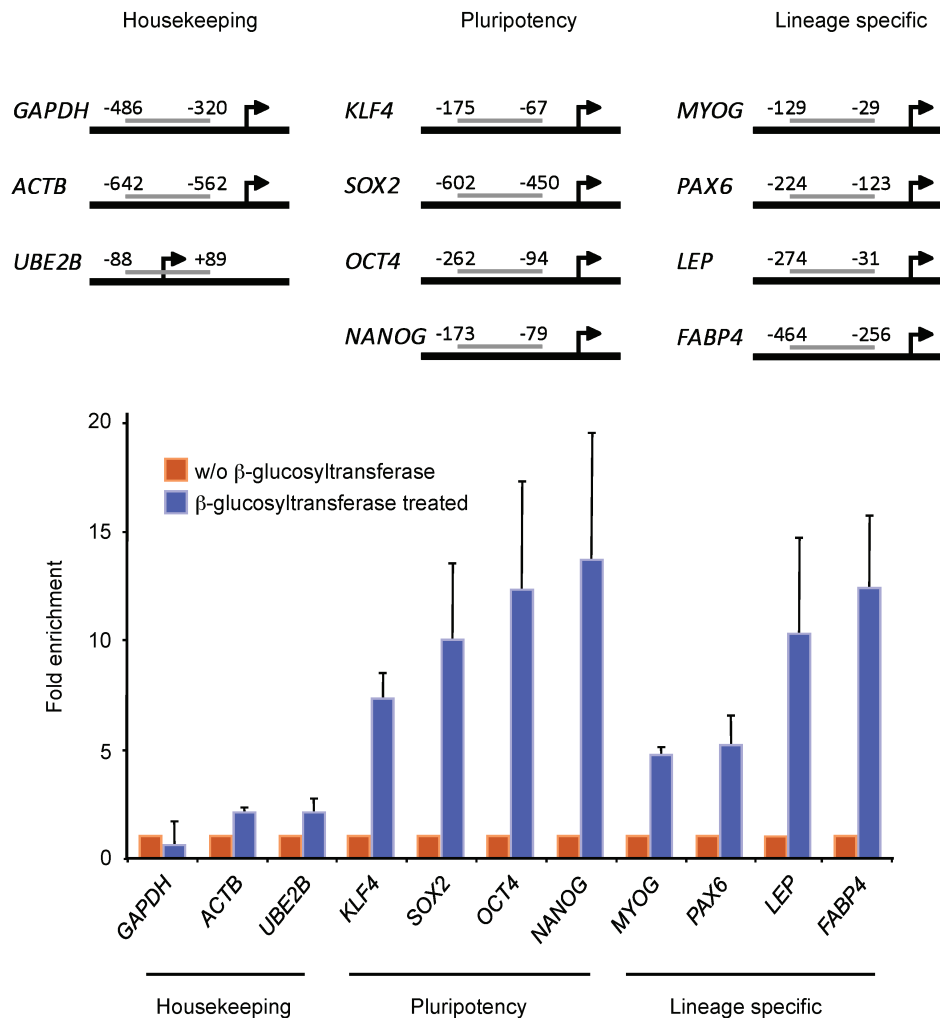 Housekeeping Pluripotency Lineage specific
GAPDH -486 -320 KLF4 -175 -67 MYOG -129 -29
ACTB -642 -562 SOX2 -602 -450 PAX6 -224 -123
UBE2B -88 +89 OCT4 -262 -94 LEP -274 -31
NANOG -173 -79 FABP4 -464 -256
20
w/o β-glucosyltransferase
β-glucosyltransferase treated
15
10
5
0
Fold enrichment
GAPDH ACTB UBE2B KLF4 SOX2 OCT4 NANOG MYOG PAX6 LEP FABP4
Housekeeping Pluripotency Lineage specific